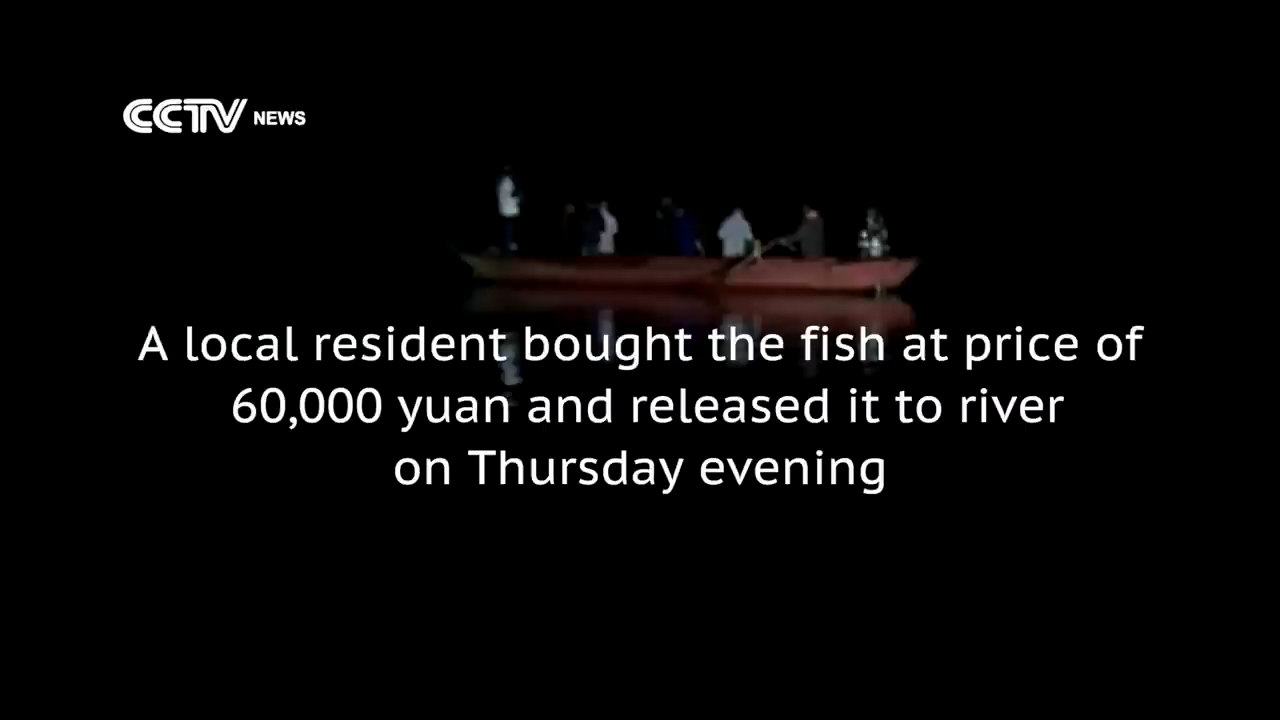 CCTV NEWS
A local resident bought the fish at price of
60,000 yuan and released it to river
on Thursday evening